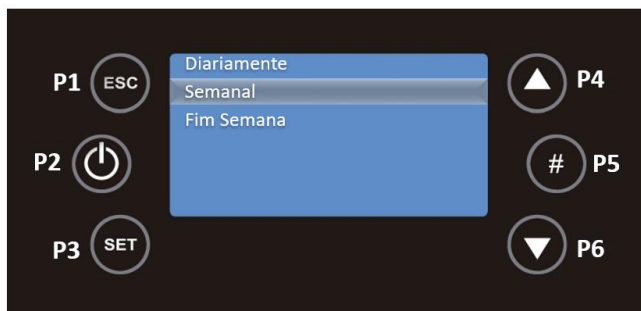 P1 ESC
P2
P3 SET
Diariamente
Semanal
Fim Semana
P4
# P5
P6